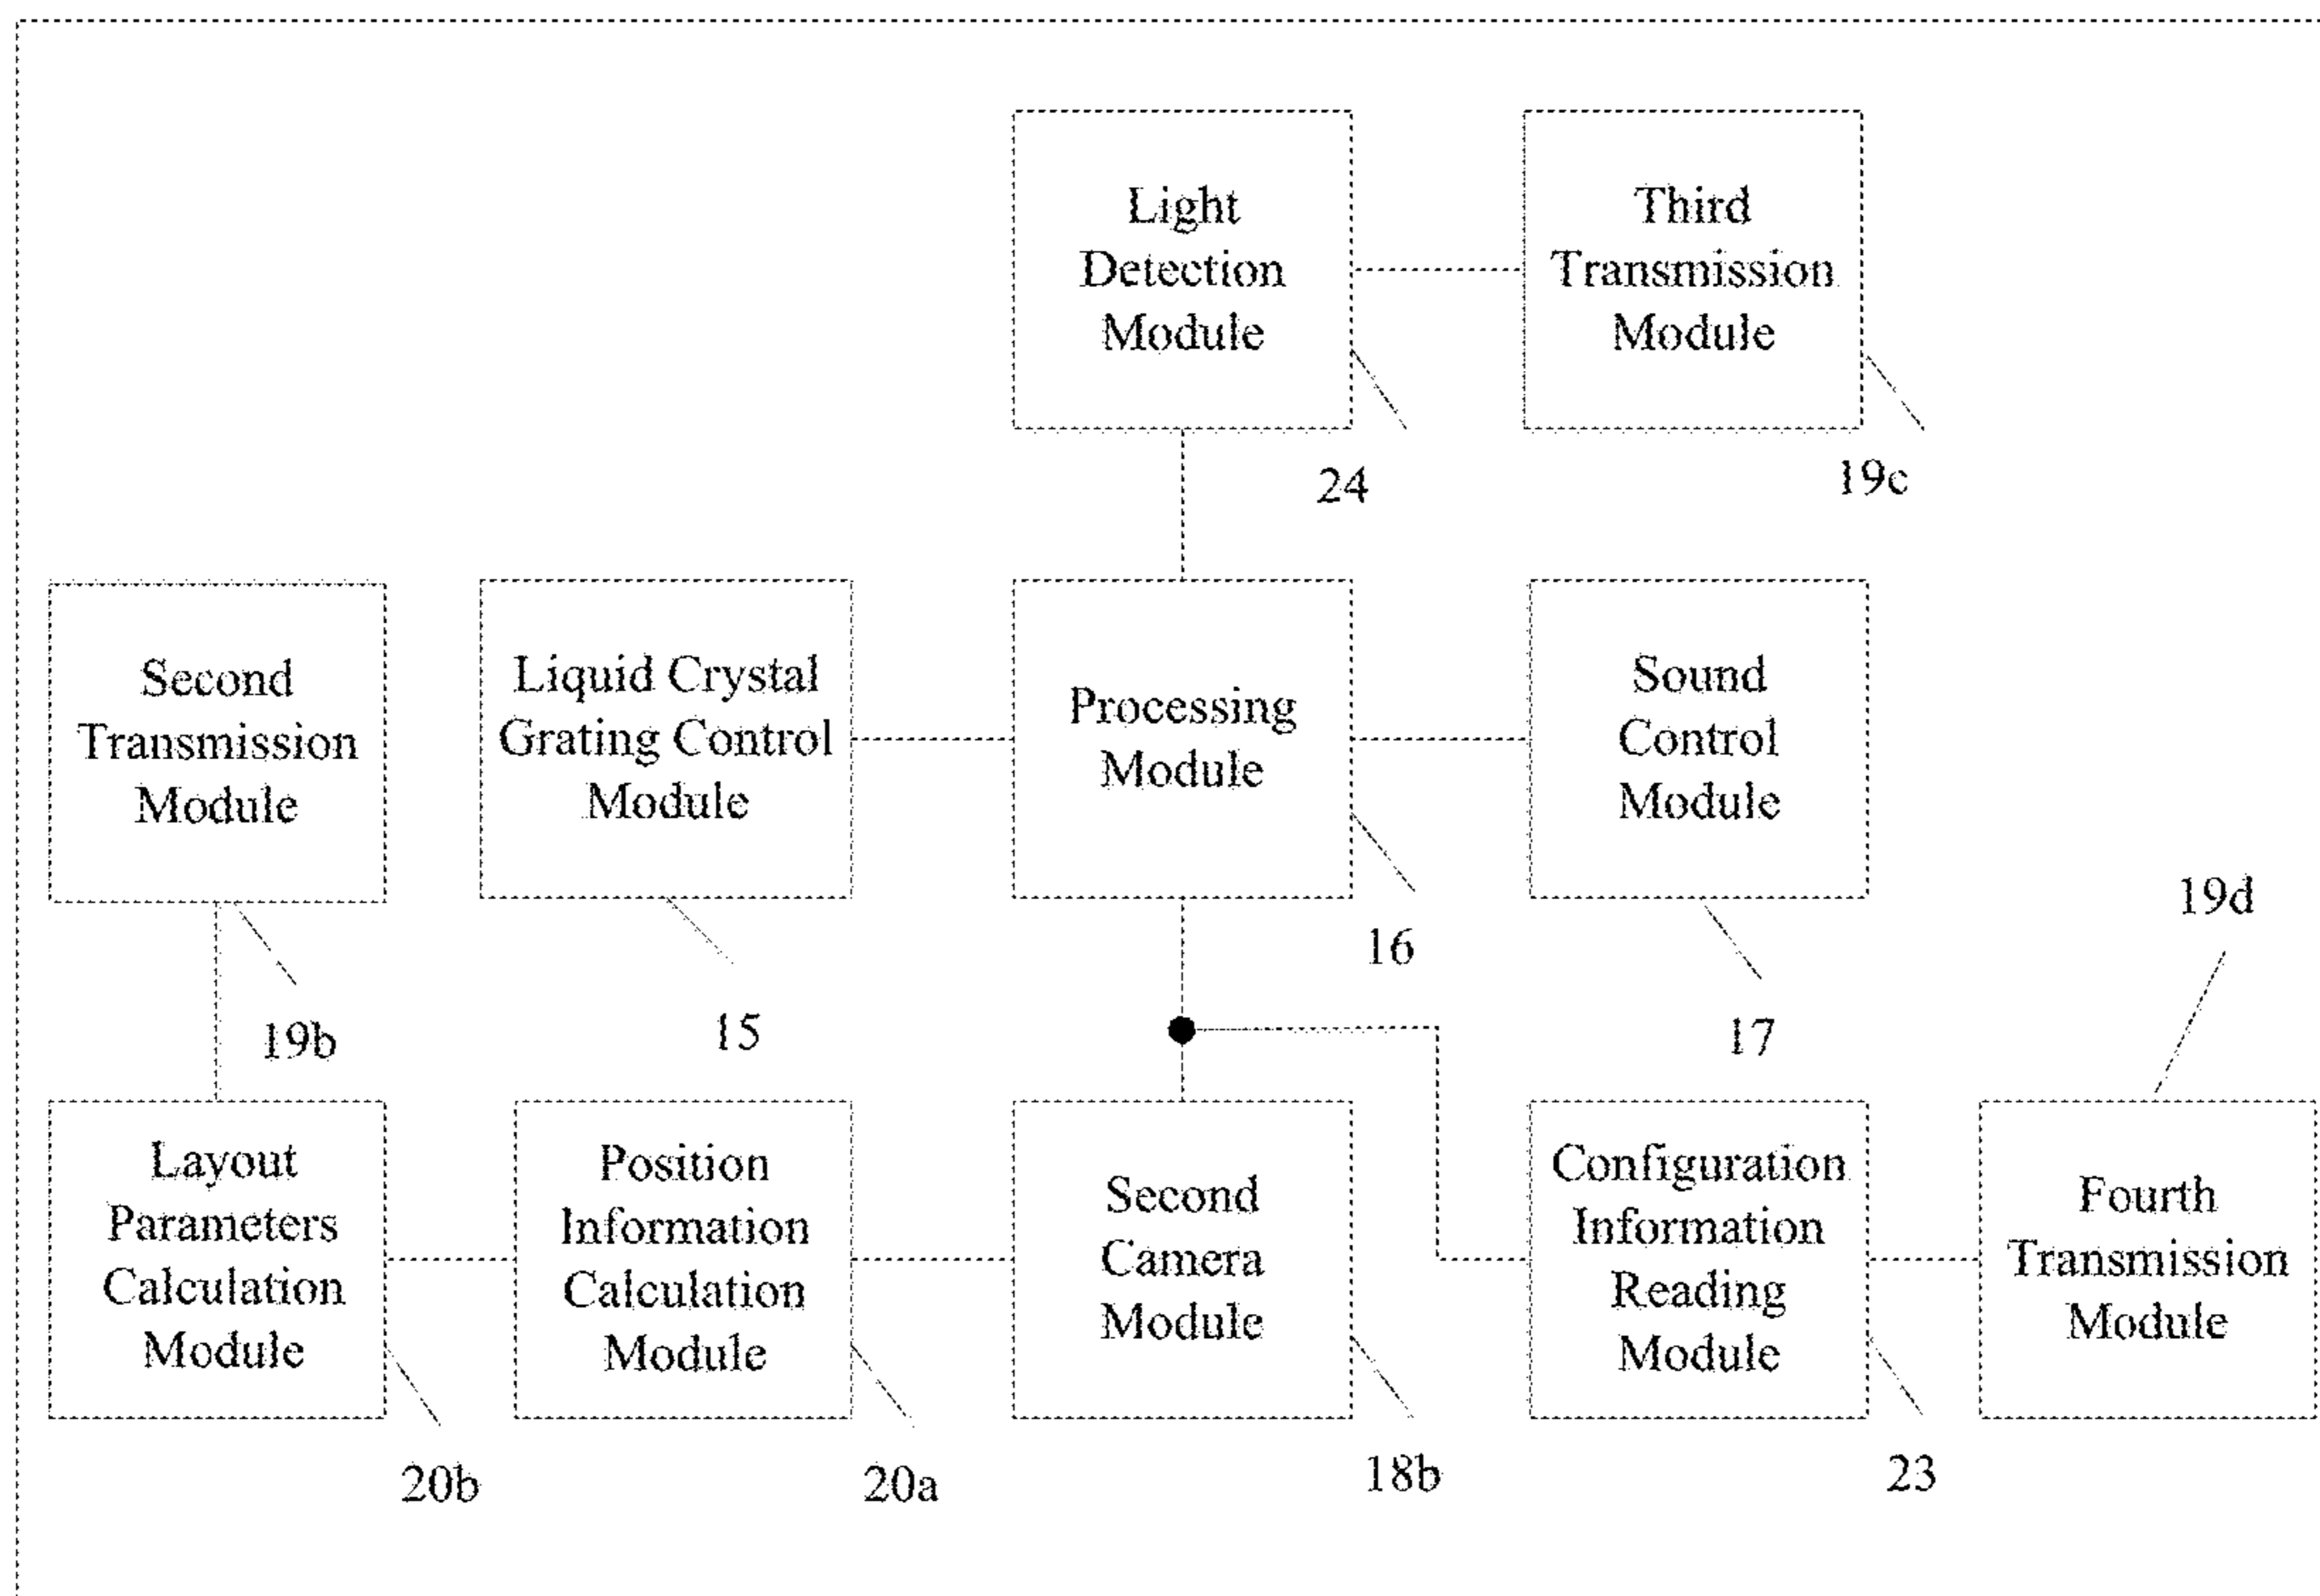 Light
Detection
Module
Third
Transmission
Module
24
19c
Second
Transmission
Module
Liquid Crystal
Grating Control
Module
Processing
Module
Sound
Control
Module
19b
15
16
17
19d
Layout
Parameters
Calculation
Module
Position
Information
Calculation
Module
Second
Camera
Module
Configuration
Information
Reading
Module
Fourth
Transmission
Module
20b
20a
18b
23